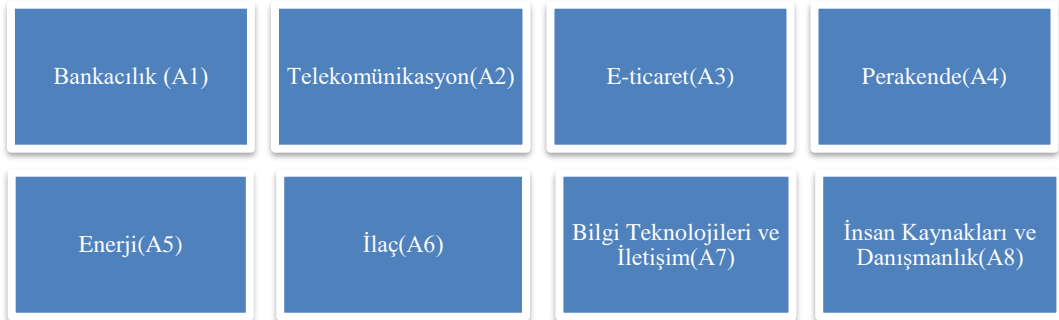 Bankacılık (A1)
Telekomünikasyon(A2)
E-ticaret(A3)
Perakende(A4)
Enerji(A5)
İlaç(A6)
Bilgi Teknolojileri ve
İletişim(A7)
İnsan Kaynakları ve
Danışmanlık(A8)